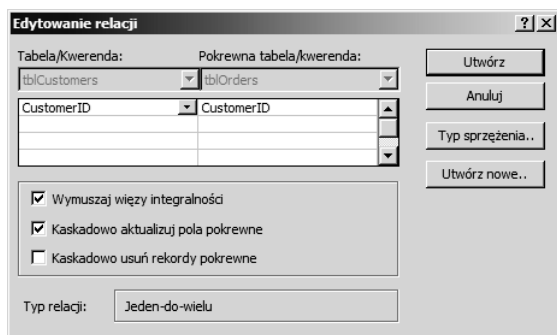 Edytowanie relacji
Tabela/Kwerenda: Pokrewna tabela/kwerenda:
tblCustomers tblOrders
CustomerID CustomerID
Wymuszaj więzy integralności
Kaskadowo aktualizuj pola pokrewne
Kaskadowo usuń rekordy pokrewne
Typ relacji: Jeden-do-wielu
Utwórz
Anuluj
Typ sprzężenia..
Utwórz nowe..